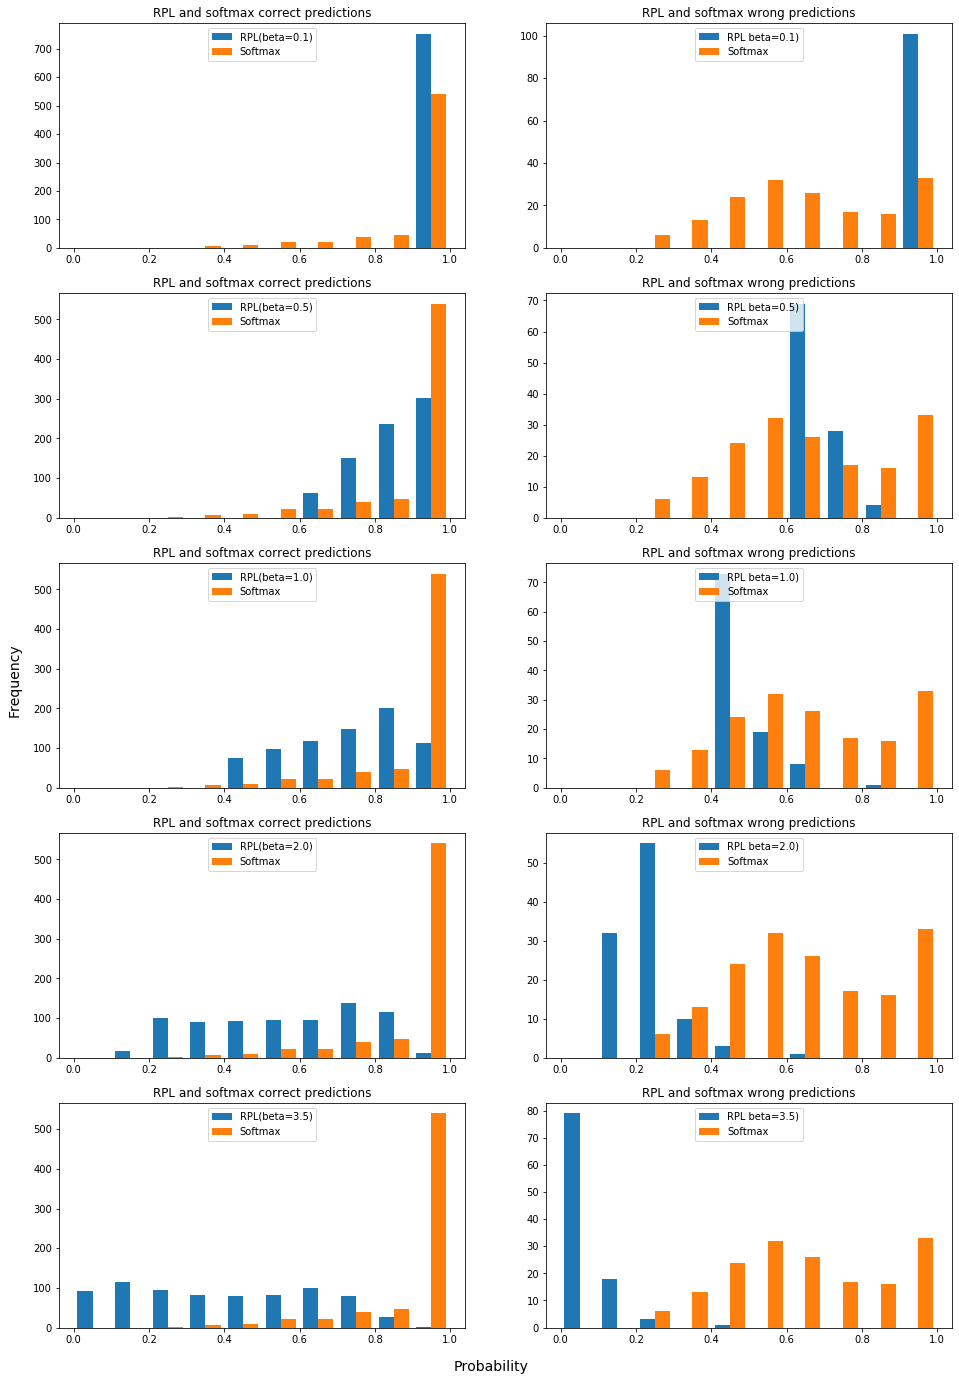 RPL and softmax correct predictions
RPL(beta=0.1)
Softmax
700
600
500
400
300
200
100
0
0.0 0.2 0.4 0.6 0.8 1.0
RPL and softmax wrong predictions
RPL beta=0.1)
Softmax
100
80
60
40
20
0
0.0 0.2 0.4 0.6 0.8 1.0
RPL and softmax correct predictions
RPL(beta=0.5)
Softmax
500
400
300
200
100
0
0.0 0.2 0.4 0.6 0.8 1.0
RPL and softmax wrong predictions
RPL beta=0.5)
Softmax
70
60
50
40
30
20
10
0
0.0 0.2 0.4 0.6 0.8 1.0
RPL and softmax correct predictions
RPL(beta=1.0)
Softmax
500
400
300
200
100
0
0.0 0.2 0.4 0.6 0.8 1.0
RPL and softmax wrong predictions
RPL beta=1.0)
Softmax
70
60
50
40
30
20
10
0
0.0 0.2 0.4 0.6 0.8 1.0
Frequency
RPL and softmax correct predictions
RPL(beta=2.0)
Softmax
500
400
300
200
100
0
0.0 0.2 0.4 0.6 0.8 1.0
RPL and softmax wrong predictions
RPL beta=2.0)
Softmax
50
40
30
20
10
0
0.0 0.2 0.4 0.6 0.8 1.0
RPL and softmax correct predictions
RPL(beta=3.5)
Softmax
500
400
300
200
100
0
0.0 0.2 0.4 0.6 0.8 1.0
RPL and softmax wrong predictions
RPL beta=3.5)
Softmax
80
70
60
50
40
30
20
10
0
0.0 0.2 0.4 0.6 0.8 1.0
Probability